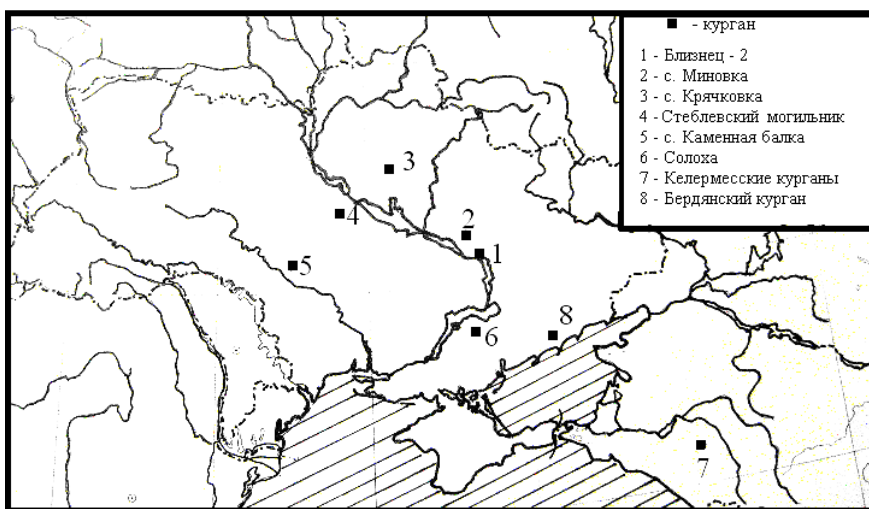 - курган
1 - Близнец - 2
2 - с. Миновка
3 - с. Крячковка
4 -Стеблевский могильник
5 - с. Каменная балка
6 - Солоха
7 - Келермесские курганы
8 - Бердянский курган
3
4
2
1
5
6
8
7